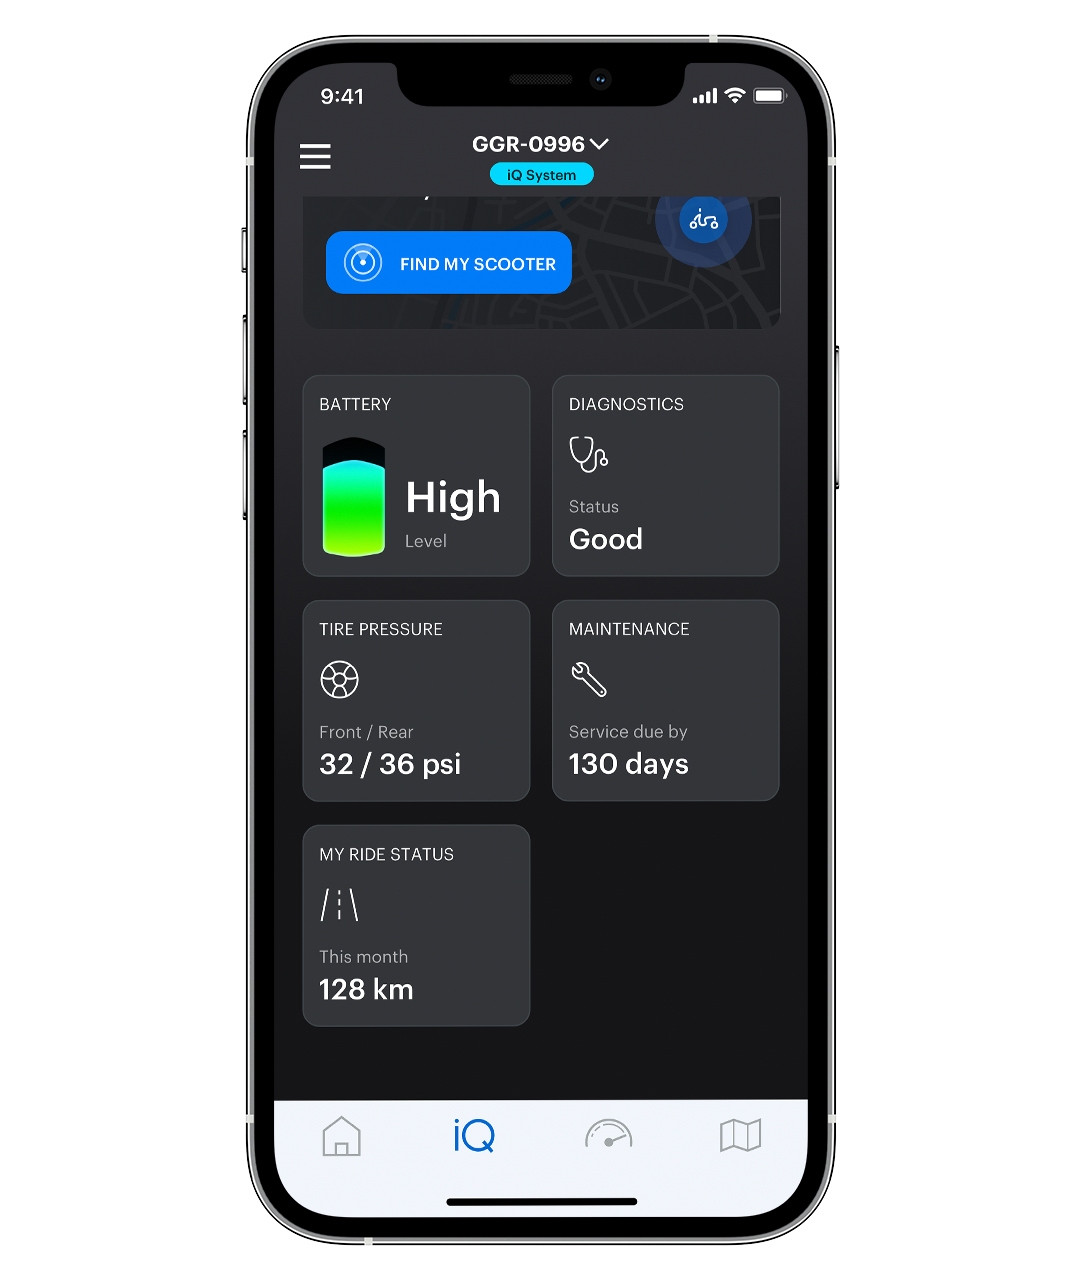 9:41
GGR-0996
iQ System
FIND MY SCOOTER
BATTERY
High
Level
DIAGNOSTICS
Status
Good
TIRE PRESSURE
Front / Rear
32 / 36 psi
MAINTENANCE
Service due by
130 days
MY RIDE STATUS
This month
128 km
iQ